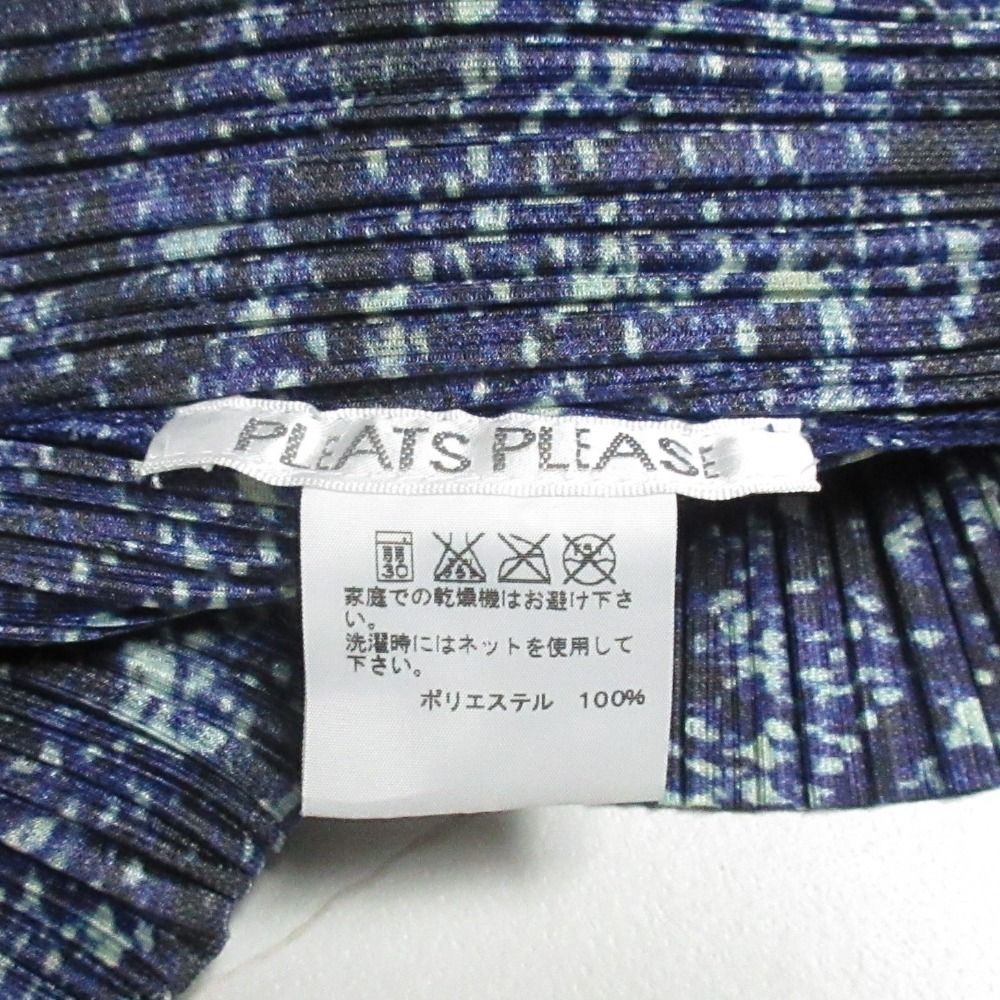 PLEATS PLEASE
弱 30
家庭での乾燥機はお避け下さ
い。
洗濯時にはネットを使用して
下さい。
ポリエステル 100%